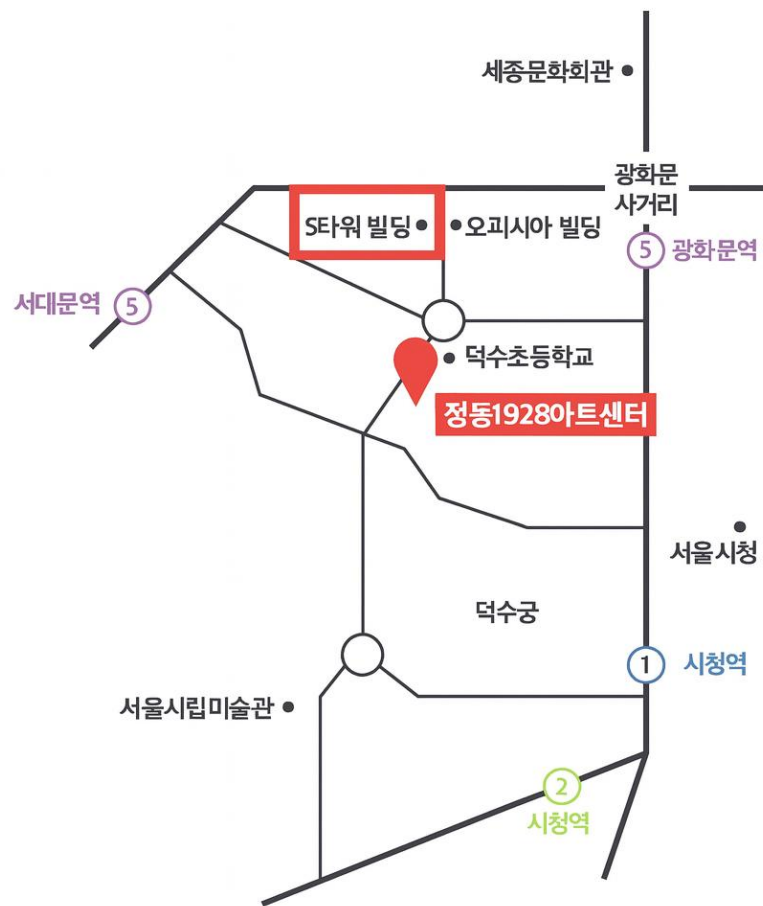 세종문화회관
광화문
사거리
S타워 빌딩
오피시아 빌딩
5 광화문역
서대문역 5
덕수초등학교
정동1928아트센터
서울시청
덕수궁
1 시청역
서울시립미술관
2
시청역